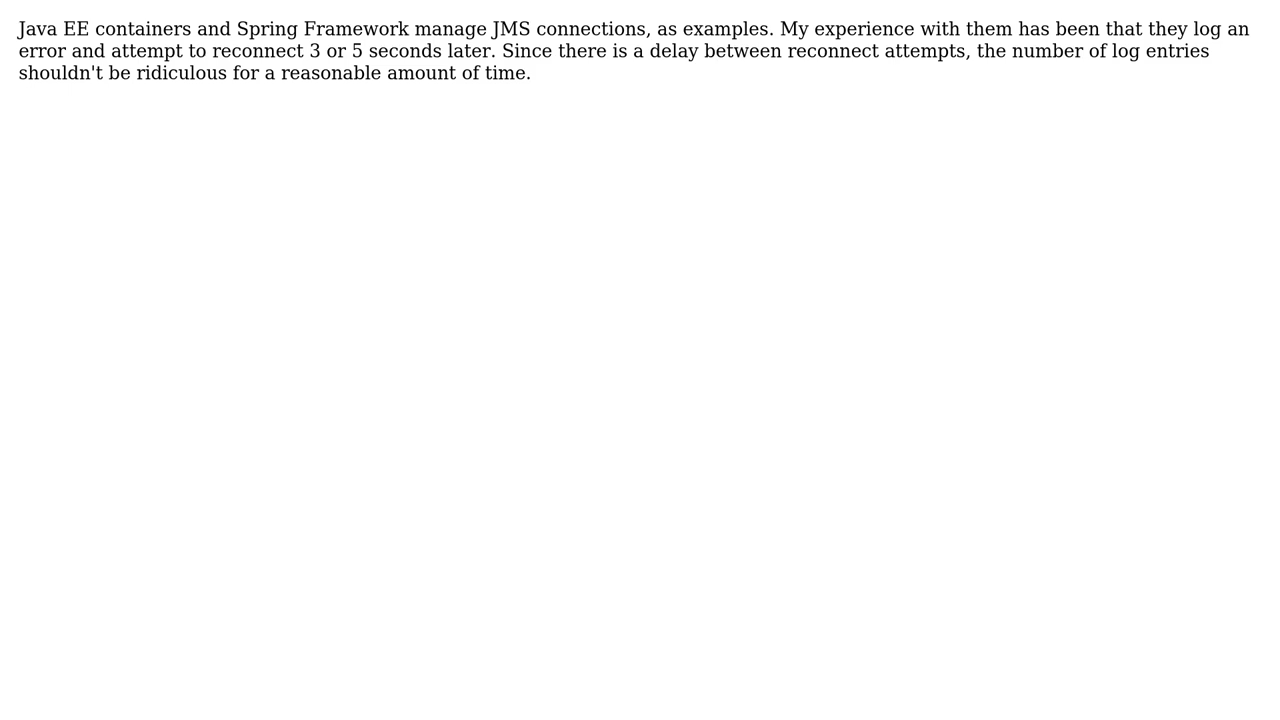 Java EE containers and Spring Framework manage JMS connections, as examples. My experience with them has been that they log an
error and attempt to reconnect 3 or 5 seconds later. Since there is a delay between reconnect attempts, the number of log entries
shouldn't be ridiculous for a reasonable amount of time.